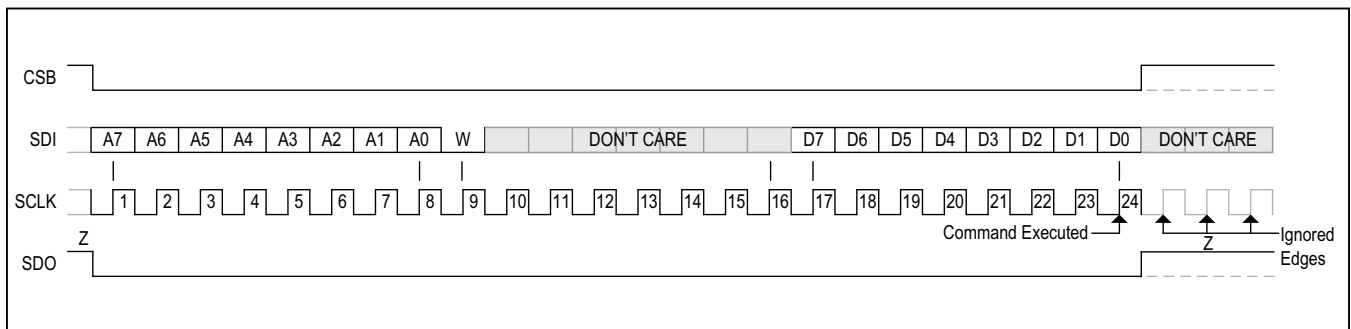 CSB
SDI A7 A6 A5 A4 A3 A2 A1 A0 W DON'T CARE D7 D6 D5 D4 D3 D2 D1 D0 DON'T CARE
SCLK 1 2 3 4 5 6 7 8 9 10 11 12 13 14 15 16 17 18 19 20 21 22 23 24
Command Executed Ignored
Z Z Edges
SDO